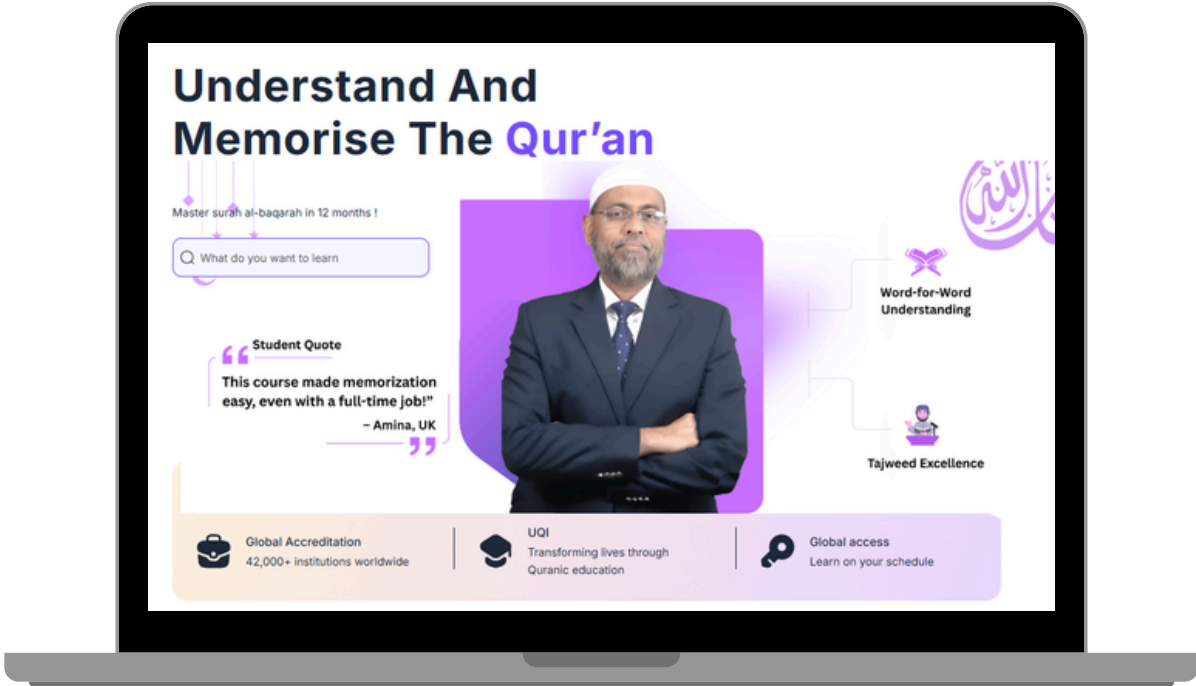 Understand And
Memorise The Qur’an
Master surah al-baqarah in 12 months !
What do you want to learn
Student Quote
This course made memorization
easy, even with a full-time job!”
– Amina, UK
Word-for-Word
Understanding
Tajweed Excellence
Global Accreditation
42,000+ institutions worldwide
UQI
Transforming lives through
Quranic education
Global access
Learn on your schedule